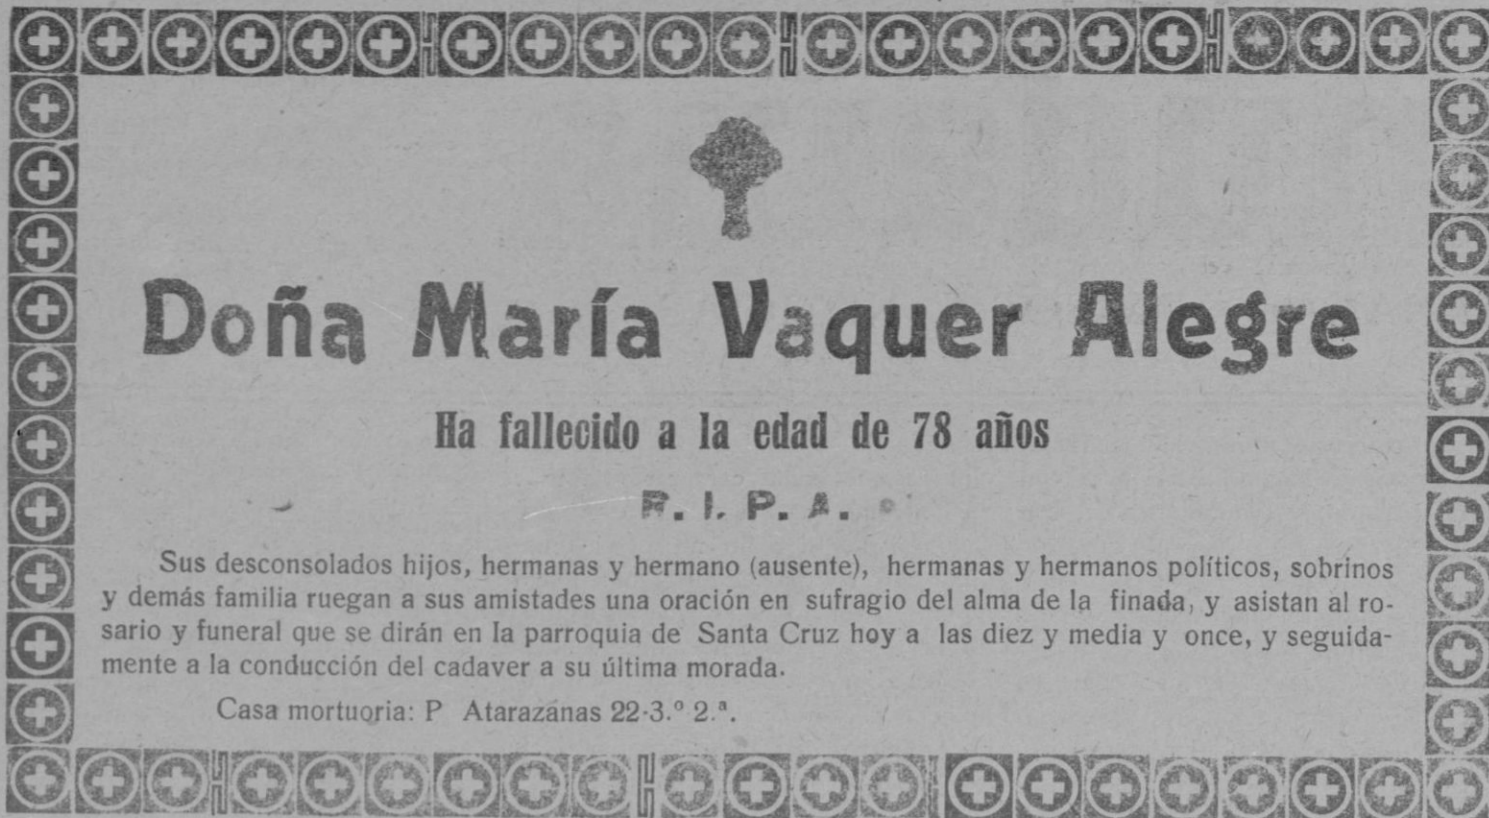 Doña María Vaquer Alegre
Ha fallecido a la edad de 78 años
R. I. P. A.
Sus desconsolados hijos, hermanas y hermano (ausente), hermanas y hermanos políticos, sobrinos
y demás familia ruegan a sus amistades una oración en sufragio del alma de la finada, y asistan al ro-
sario y funeral que se dirán en la parroquia de Santa Cruz hoy a las diez y media y once, y seguida-
mente a la conducción del cadaver a su última morada.
Casa mortuoria: P Atarazanas 22-3.º 2.ª.